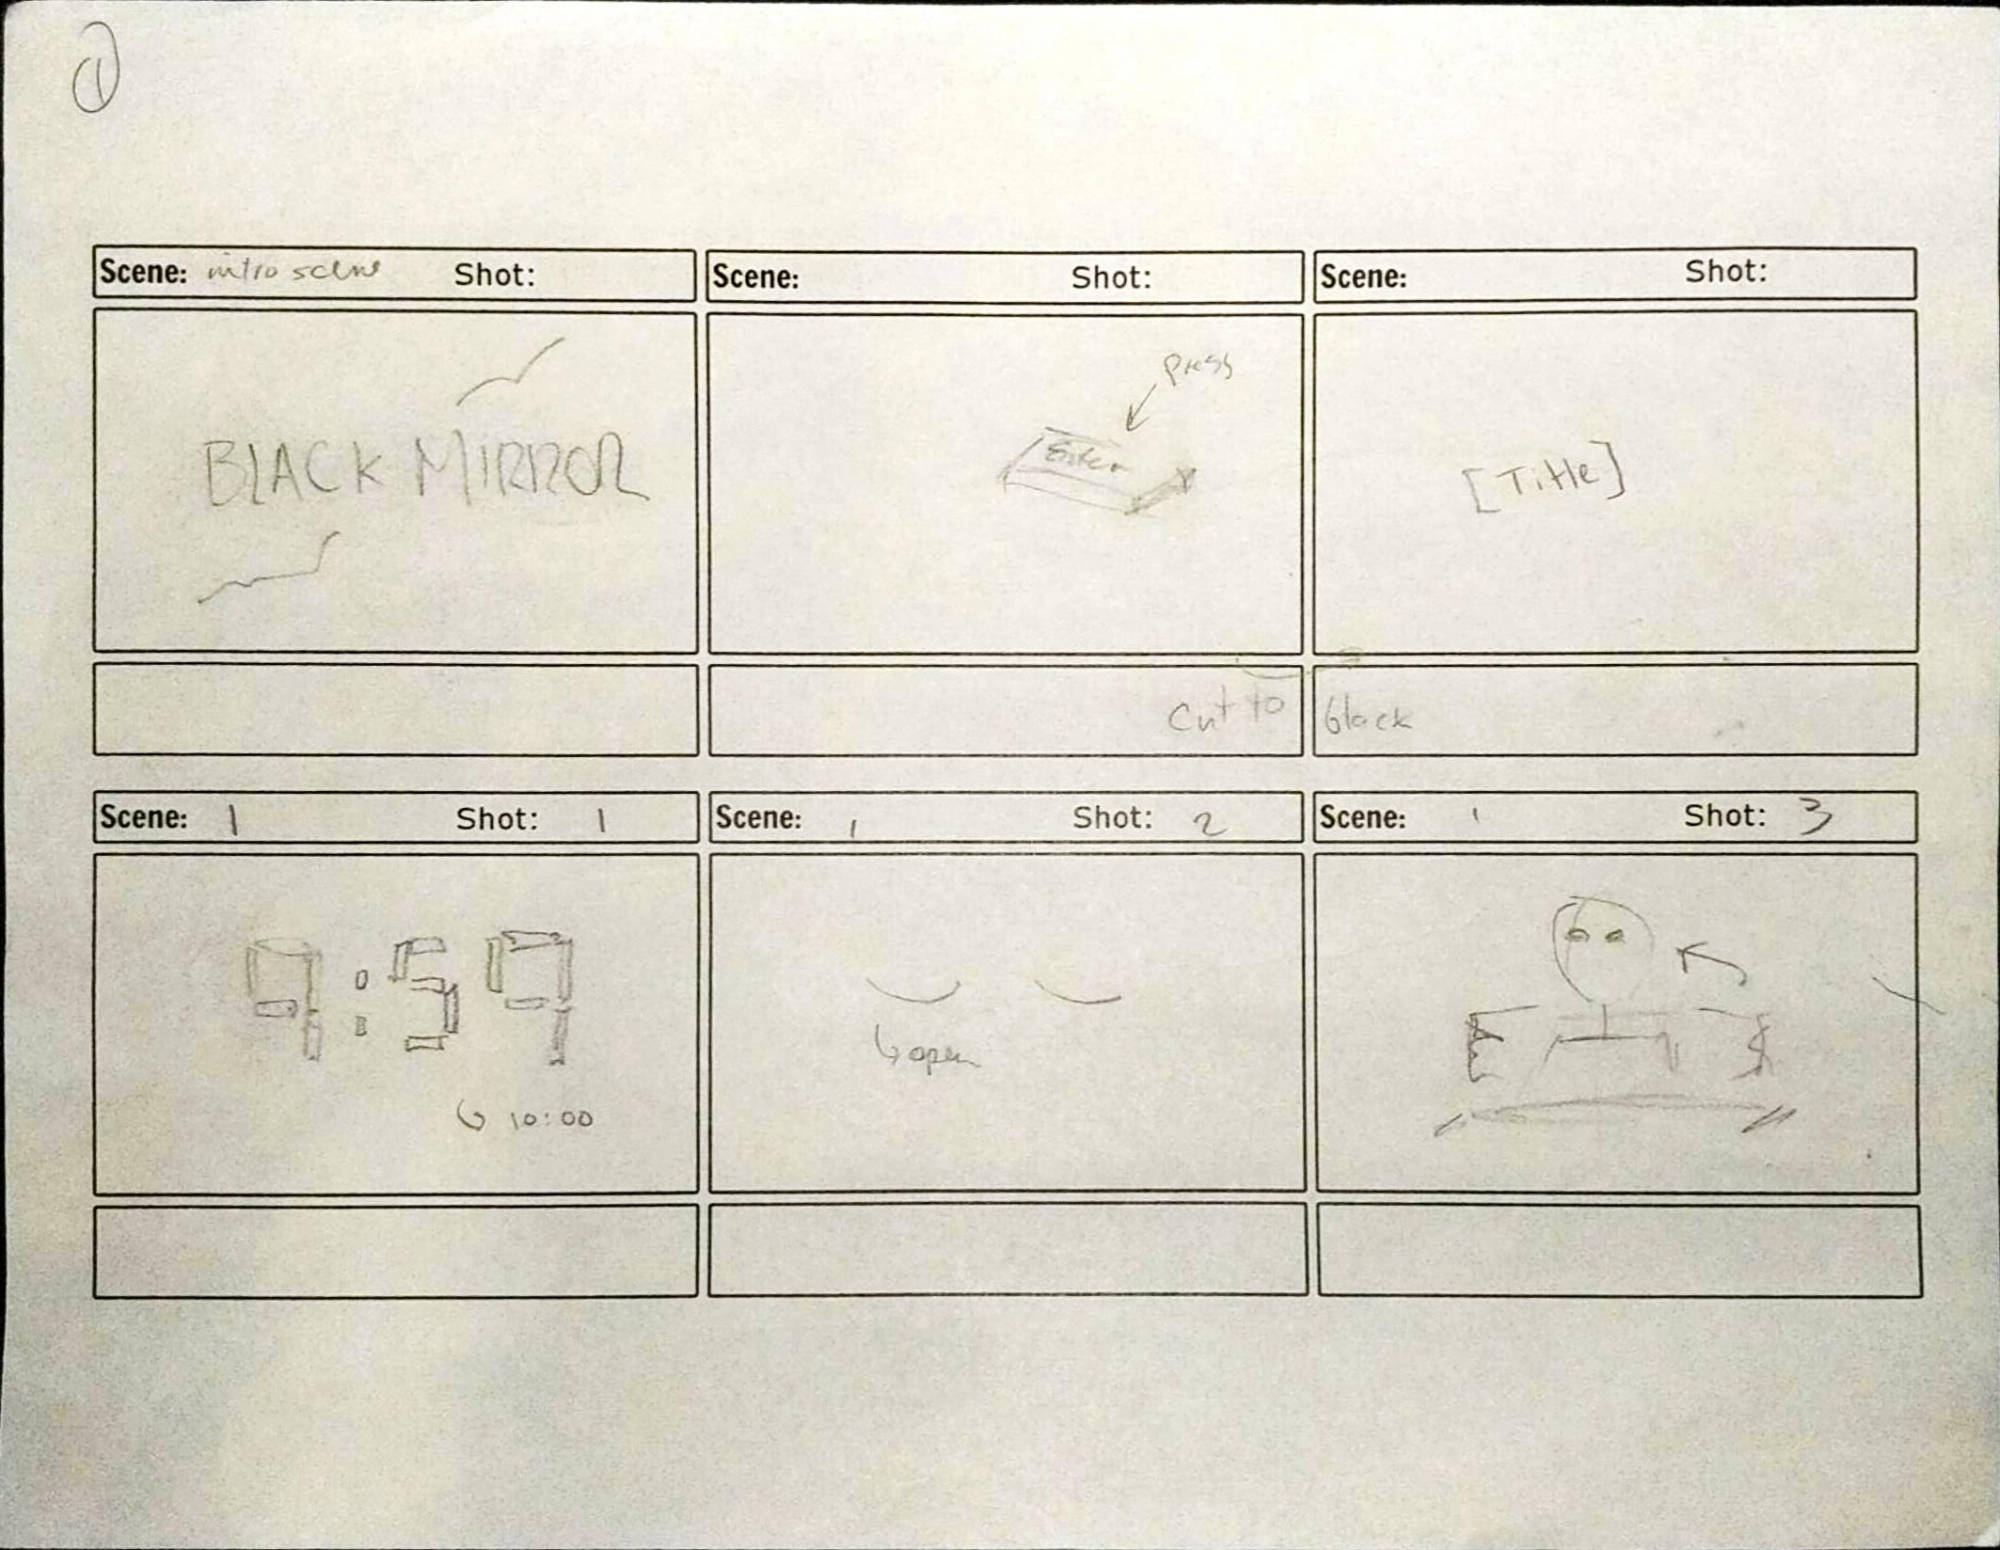 1
Scene: intro scene Shot:
Scene: Shot:
Scene: Shot:
BLACK MIRROR
Press
Enter
[Title]
Cut to black
Scene: 1 Shot: 1
Scene: 1 Shot: 2
Scene: 1 Shot: 3
9:59
10:00
open